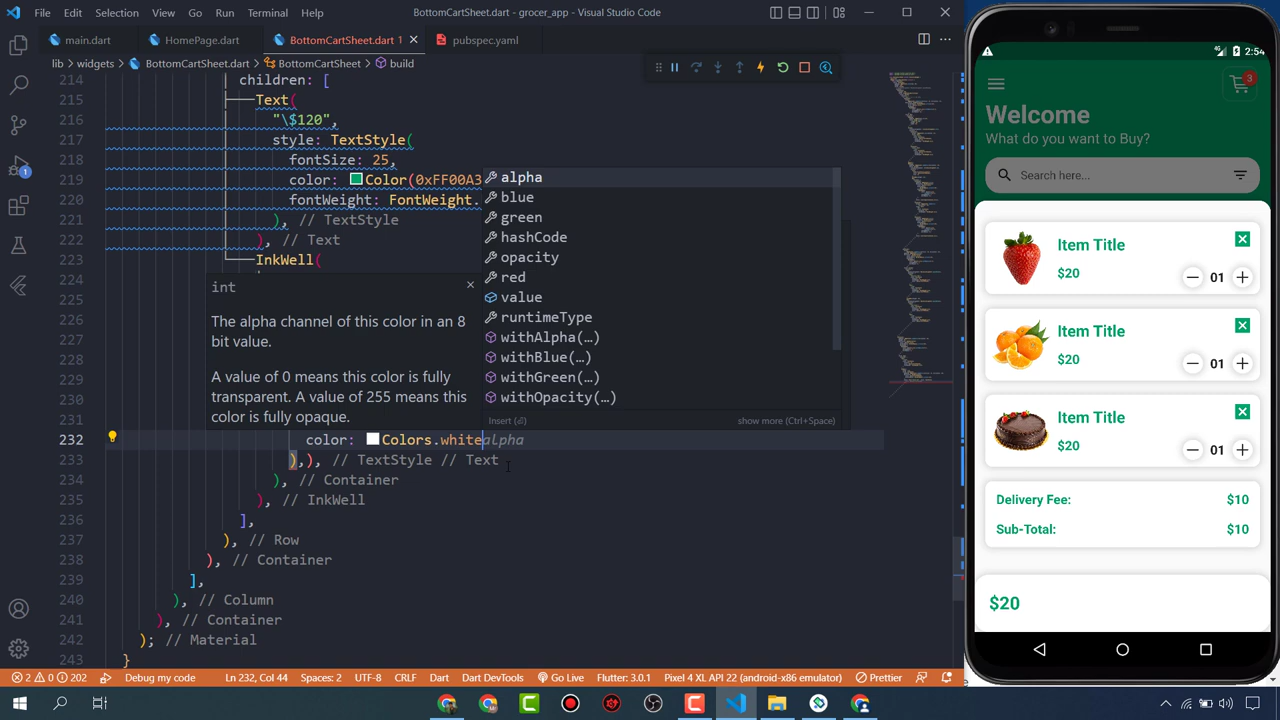 File Edit Selection View Go Run Terminal Help BottomCartSheet.dart - grocer_app - Visual Studio Code
main.dart HomePage.dart BottomCartSheet.dart 1 pubspec.yaml
lib > widgets > BottomCartSheet.dart > BottomCartSheet > build
214 children: [
215 Text(
216 "\$120",
217 style: TextStyle(
218 fontSize: 25,
219 color: Color(0xFF00A3
220 fontWeight: FontWeight.
221 ), // TextStyle
222 ), // Text
223 InkWell(
224
225
226
227
228
229
230
231
232 color: Colors.whitealpha
233 ),), // TextStyle // Text
234 ), // Container
235 ), // InkWell
236 ],
237 ), // Row
238 ), // Container
239 ],
240 ), // Column
241 ), // Container
242 ); // Material
243 }
int
alpha channel of this color in an 8
bit value.
value of 0 means this color is fully
transparent. A value of 255 means this
color is fully opaque.
alpha
blue
green
hashCode
opacity
red
value
runtimeType
withAlpha(…)
withBlue(…)
withGreen(…)
withOpacity(…)
Insert (⏎) show more (Ctrl+Space)
1
2 0 202 Debug my code Ln 232, Col 44 Spaces: 2 UTF-8 CRLF Dart Dart DevTools Go Live Flutter: 3.0.1 Pixel 4 XL API 22 (android-x86 emulator) Prettier
2:54
3
Welcome
What do you want to Buy?
Search here...
Item Title
$20 01
Item Title
$20 01
Item Title
$20 01
Delivery Fee: $10
Sub-Total: $10
$20